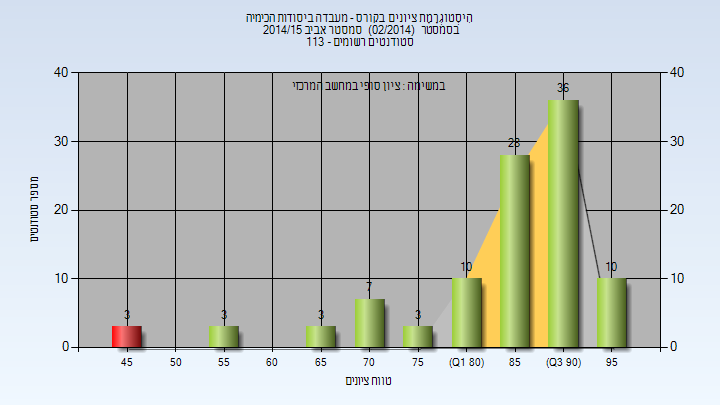 היסטוגרמת ציונים בקורס - מעבדה ביסודות הכימיה
בסמסטר (02/2014) סמסטר אביב 2014/15
סטודנטים רשומים - 113
במשימה : ציון סופי במחשב המרכזי
40 40
30 30
20 20
10 10
0 0
3 3 3 7 3 10 28 36 10
45 50 55 60 65 70 75 (Q1 80) 85 (Q3 90) 95
מספר סטודנטים
טווח ציונים